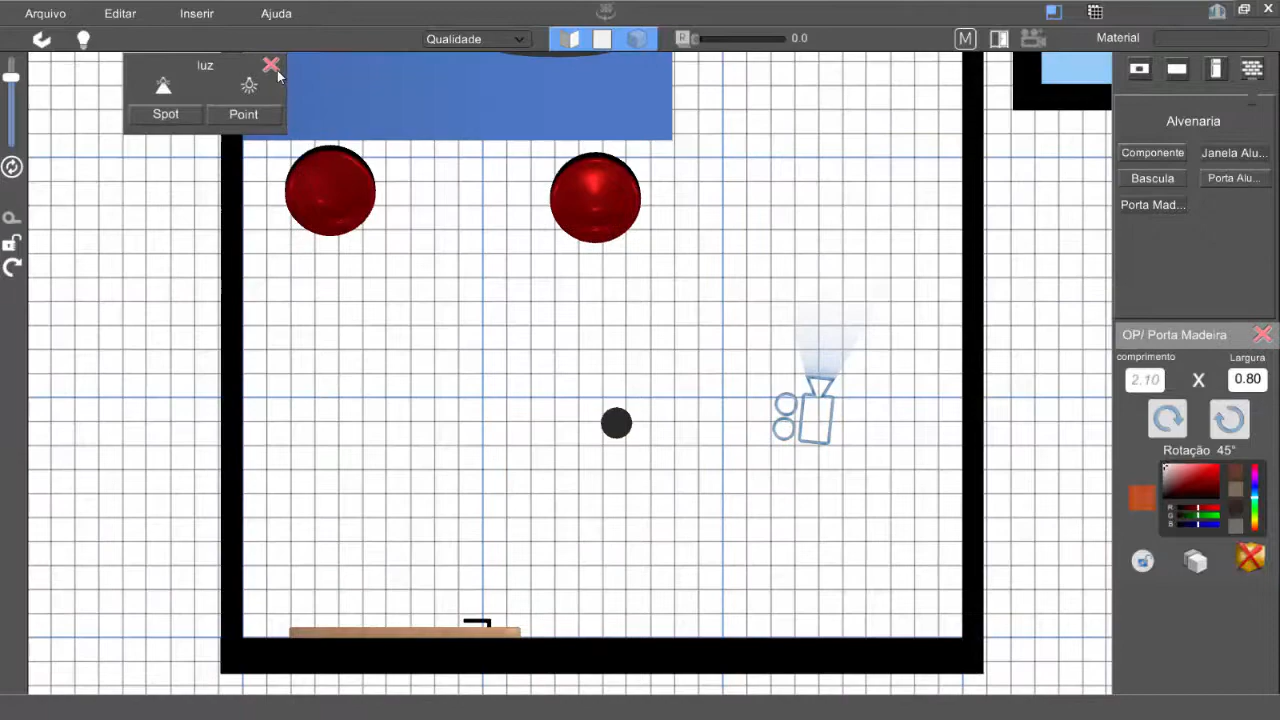 Arquivo Editar Inserir Ajuda
Qualidade R 0.0 M Material
luz
Spot Point
Alvenaria
Componente Janela Alu...
Bascula Porta Alu...
Porta Mad...
OP/ Porta Madeira
comprimento Largura
2.10 X 0.80
Rotação 45°
R
G
B